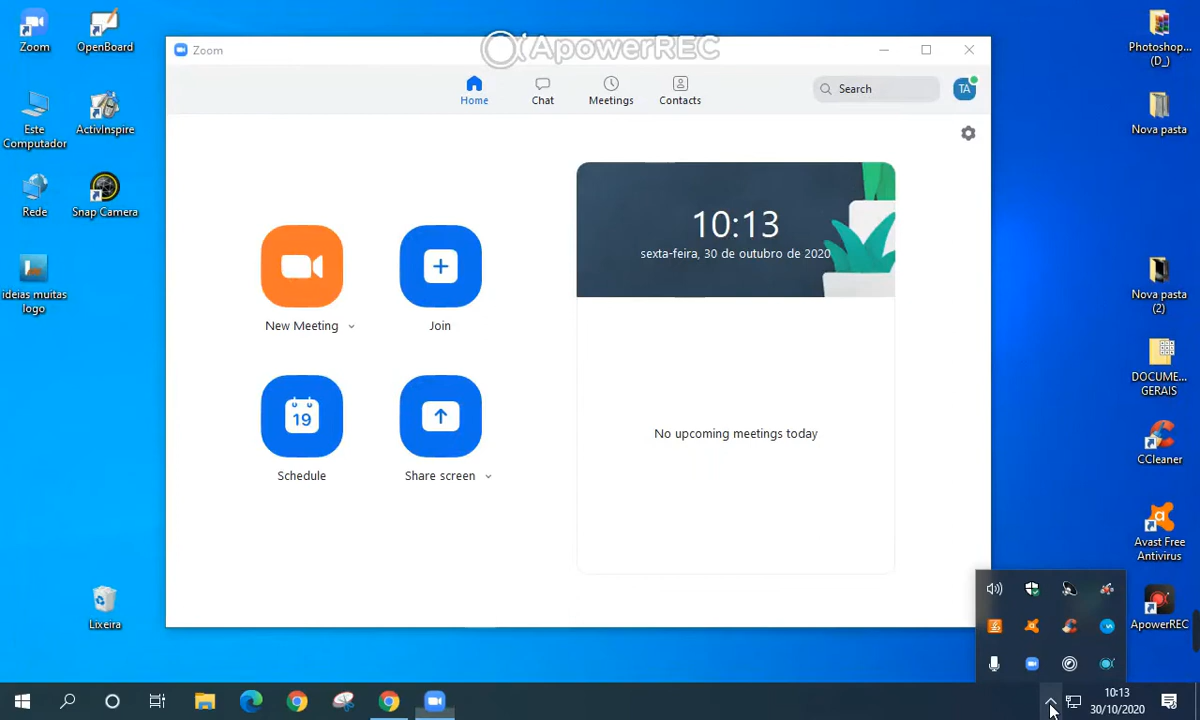 Zoom
OpenBoard
Este
Computador
ActivInspire
Rede
Snap Camera
ideias muitas
logo
Lixeira
Zoom
ApowerREC
Home
Chat
Meetings
Contacts
Search
TA
10:13
sexta-feira, 30 de outubro de 2020
New Meeting
Join
19
Schedule
Share screen
No upcoming meetings today
Photoshop...
(D_)
Nova pasta
Nova pasta
(2)
DOCUME...
GERAIS
CCleaner
Avast Free
Antivirus
ApowerREC
10:13
30/10/2020